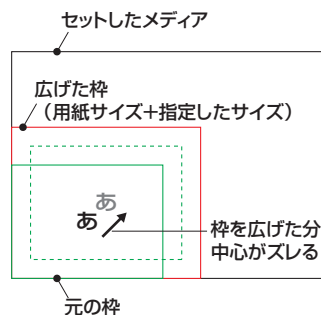 セットしたメディア
広げた枠
（用紙サイズ＋指定したサイズ）
あ
あ
枠を広げた分
中心がズレる
元の枠